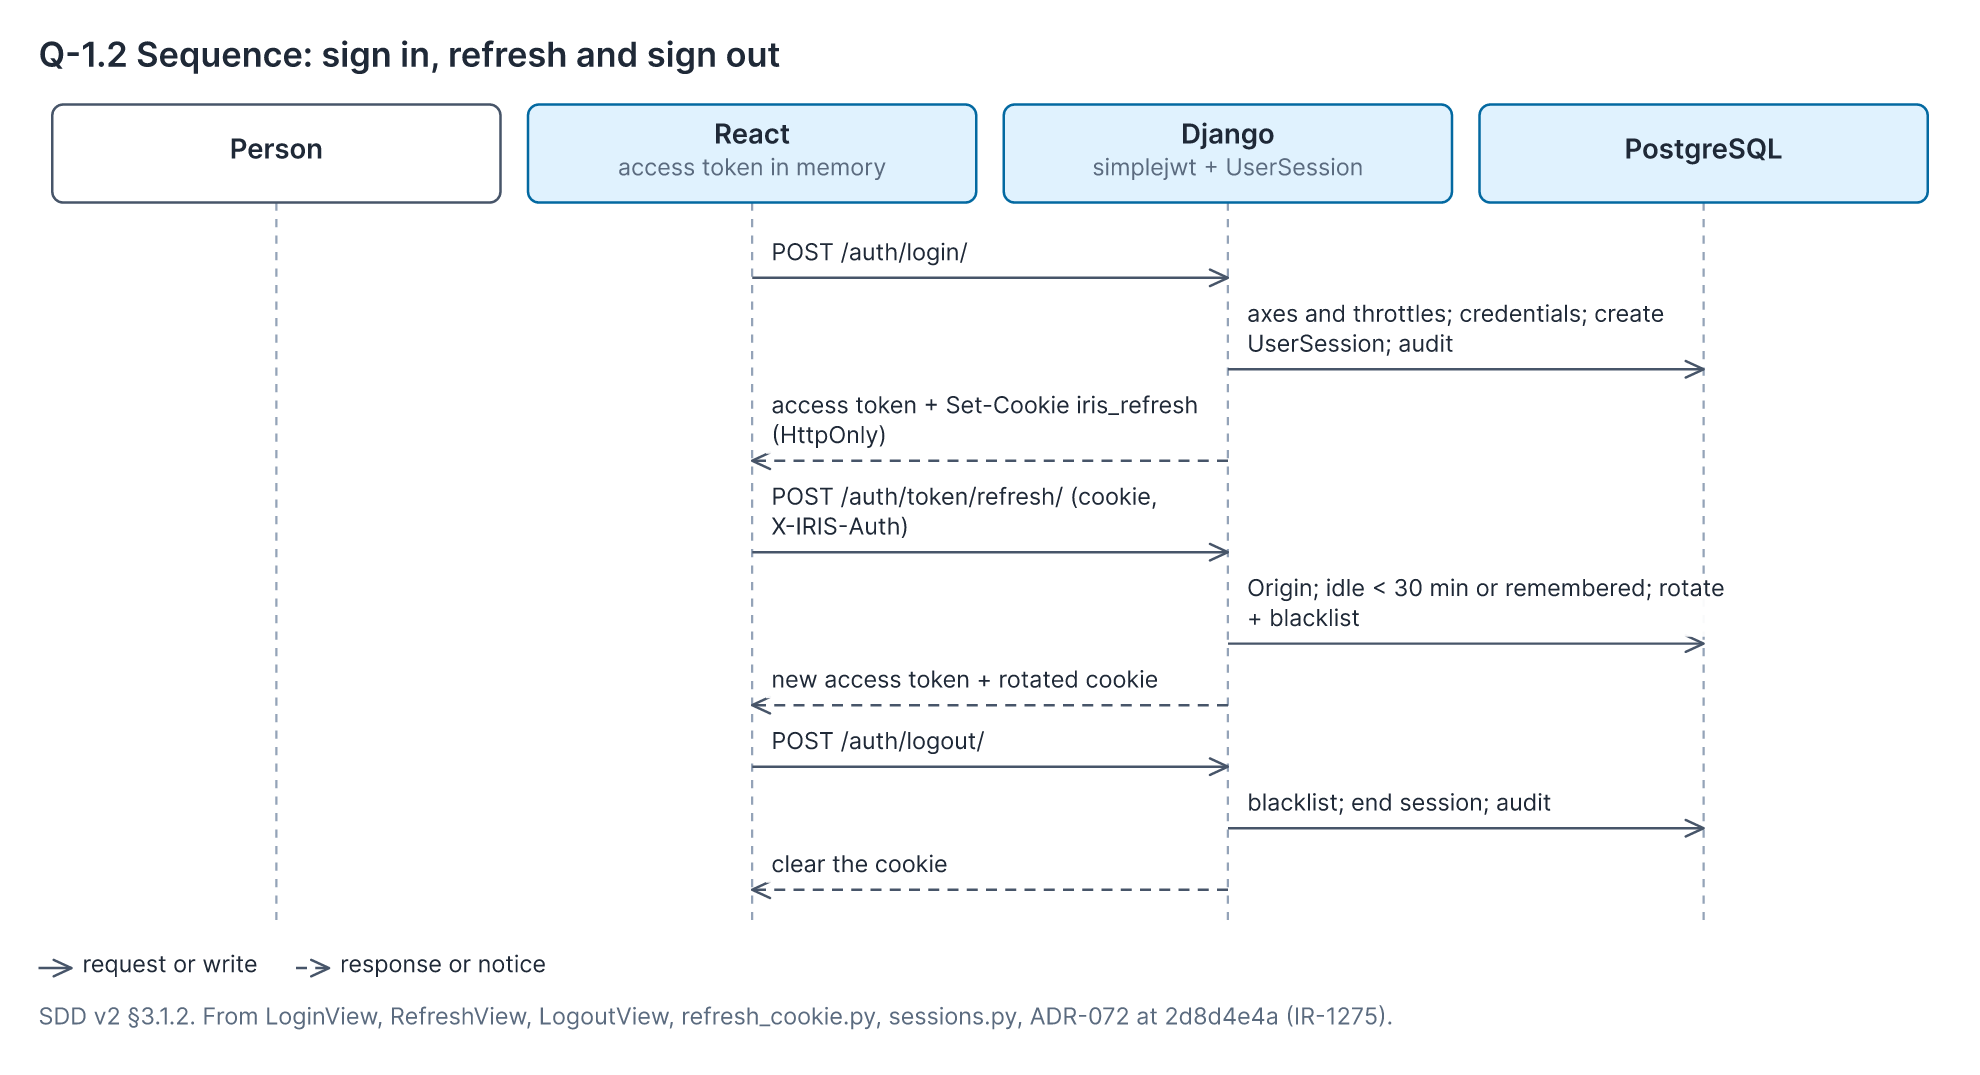 Q-1.2 Sequence: sign in, refresh and sign out
Person
React
access token in memory
Django
simplejwt + UserSession
PostgreSQL
POST /auth/login/
axes and throttles; credentials; create
UserSession; audit
access token + Set-Cookie iris_refresh
(HttpOnly)
POST /auth/token/refresh/ (cookie,
X-IRIS-Auth)
Origin; idle < 30 min or remembered; rotate
+ blacklist
new access token + rotated cookie
POST /auth/logout/
blacklist; end session; audit
clear the cookie
request or write
response or notice
SDD v2 §3.1.2. From LoginView, RefreshView, LogoutView, refresh_cookie.py, sessions.py, ADR-072 at 2d8d4e4a (IR-1275).